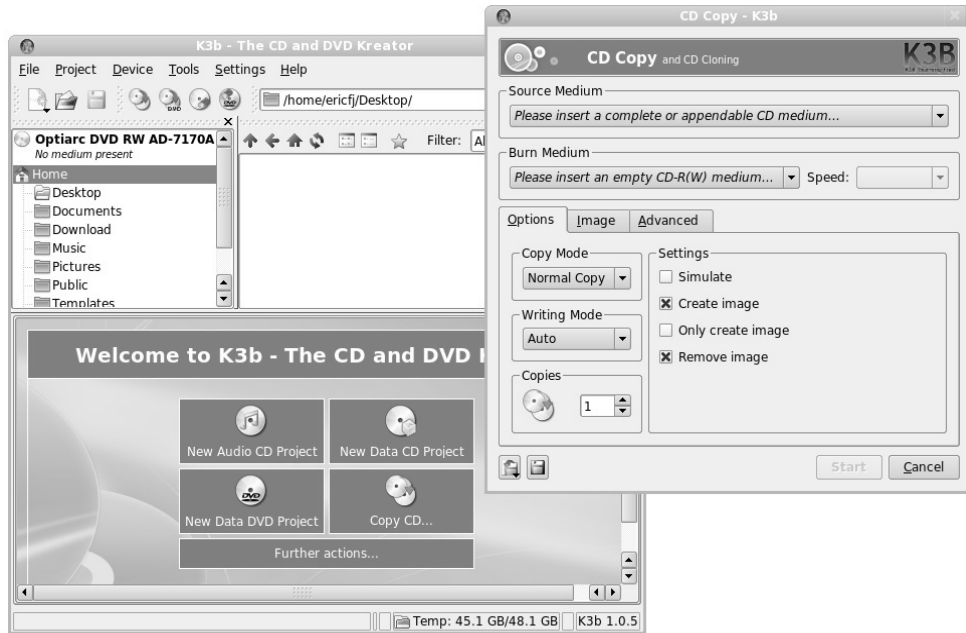 K3b - The CD and DVD Kreator
File Project Device Tools Settings Help
/home/ericfj/Desktop/
Optiarc DVD RW AD-7170A
No medium present
Filter:
Home
Desktop
Documents
Download
Music
Pictures
Public
Templates
Welcome to K3b - The CD and DVD
New Audio CD Project
New Data CD Project
New Data DVD Project
Copy CD...
Further actions...
Temp: 45.1 GB/48.1 GB
K3b 1.0.5
CD Copy - K3b
CD Copy and CD Cloning
K3B
Source Medium
Please insert a complete or appendable CD medium...
Burn Medium
Please insert an empty CD-R(W) medium...
Speed:
Options Image Advanced
Copy Mode
Normal Copy
Writing Mode
Auto
Copies
1
Settings
Simulate
Create image
Only create image
Remove image
Start
Cancel